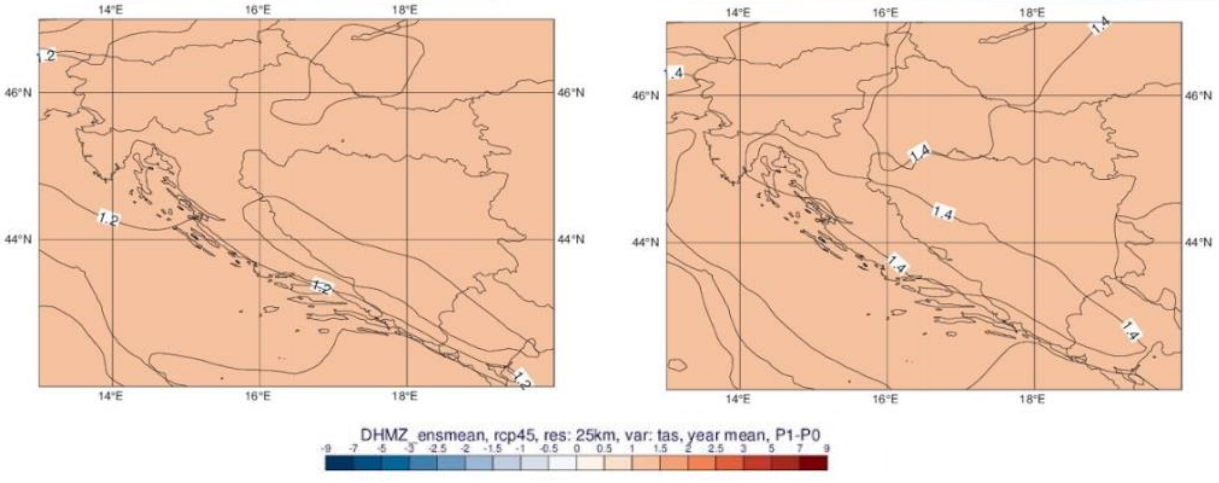 14°E 16°E 18°E 14°E 16°E 18°E
1.2 1.4 1.4
46°N 46°N 46°N 46°N
1.4
1.2 1.4
44°N 44°N 44°N 44°N
1.2 1.4
1.2 1.4
14°E 16°E 18°E 14°E 16°E 18°E
DHMZ_ensmean, rcp45, res: 25km, var: tas, year mean, P1-P0
-9 -7 -5 -3 -2.5 -2 -1.5 -1 -0.5 0 0.5 1 1.5 2 2.5 3 5 7 9